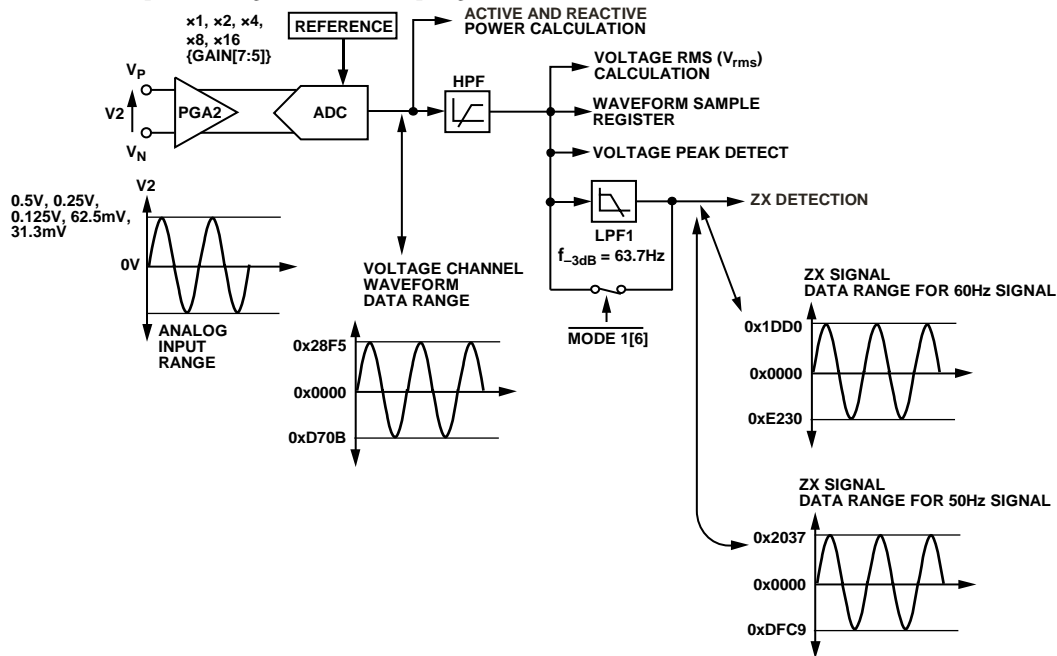 ×1, ×2, ×4,
×8, ×16
{GAIN[7:5]}
REFERENCE
ACTIVE AND REACTIVE
POWER CALCULATION
VP
V2
VN
PGA2
ADC
HPF
VOLTAGE RMS (Vrms)
CALCULATION
WAVEFORM SAMPLE
REGISTER
VOLTAGE PEAK DETECT
LPF1
f–3dB = 63.7Hz
ZX DETECTION
MODE 1[6]
V2
0.5V, 0.25V,
0.125V, 62.5mV,
31.3mV
0V
ANALOG
INPUT
RANGE
VOLTAGE CHANNEL
WAVEFORM
DATA RANGE
0x28F5
0x0000
0xD70B
ZX SIGNAL
DATA RANGE FOR 60Hz SIGNAL
0x1DD0
0x0000
0xE230
ZX SIGNAL
DATA RANGE FOR 50Hz SIGNAL
0x2037
0x0000
0xDFC9